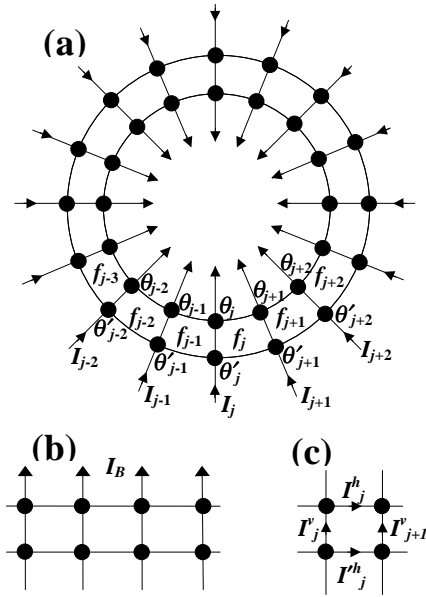 (a)
f_{j-3} θ_{j-2} θ_{j-1} θ_j θ_{j+1} θ_{j+2} f_{j+2}
f_{j-2} f_{j-1} f_j f_{j+1}
θ'_{j-2} θ'_{j-1} θ'_j θ'_{j+1} θ'_{j+2}
I_{j-2} I_{j-1} I_j I_{j+1} I_{j+2}
(b) (c)
I_B I^h_j
I^v_j I^v_{j+1}
I'^h_j